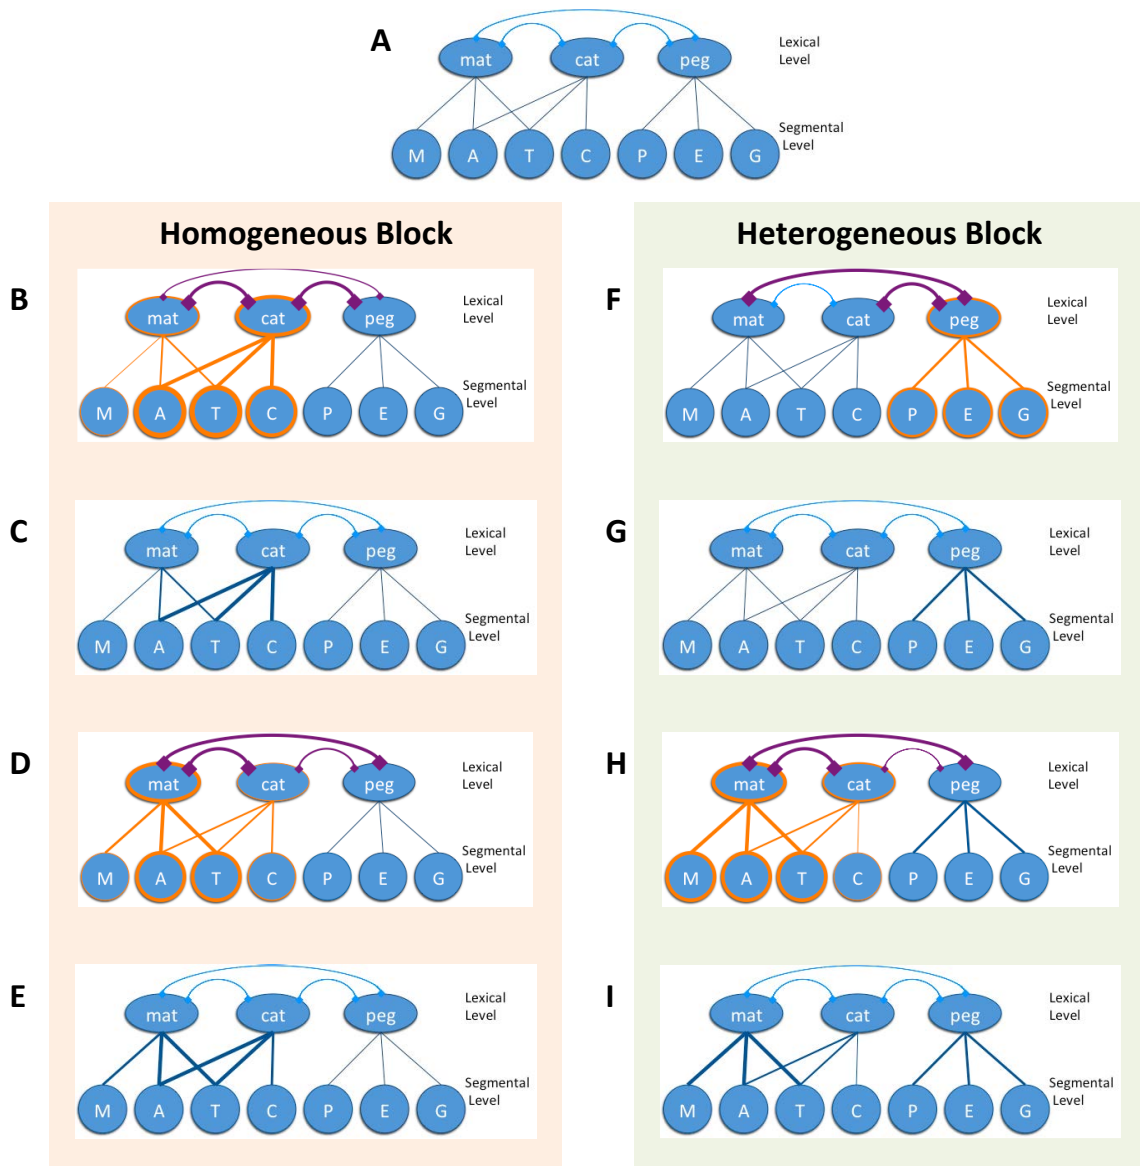 A
mat cat peg
Lexical
Level
M A T C P E G
Segmental
Level
Homogeneous Block
B
mat cat peg
Lexical
Level
M A T C P E G
Segmental
Level
C
mat cat peg
Lexical
Level
M A T C P E G
Segmental
Level
D
mat cat peg
Lexical
Level
M A T C P E G
Segmental
Level
E
mat cat peg
Lexical
Level
M A T C P E G
Segmental
Level
Heterogeneous Block
F
mat cat peg
Lexical
Level
M A T C P E G
Segmental
Level
G
mat cat peg
Lexical
Level
M A T C P E G
Segmental
Level
H
mat cat peg
Lexical
Level
M A T C P E G
Segmental
Level
I
mat cat peg
Lexical
Level
M A T C P E G
Segmental
Level